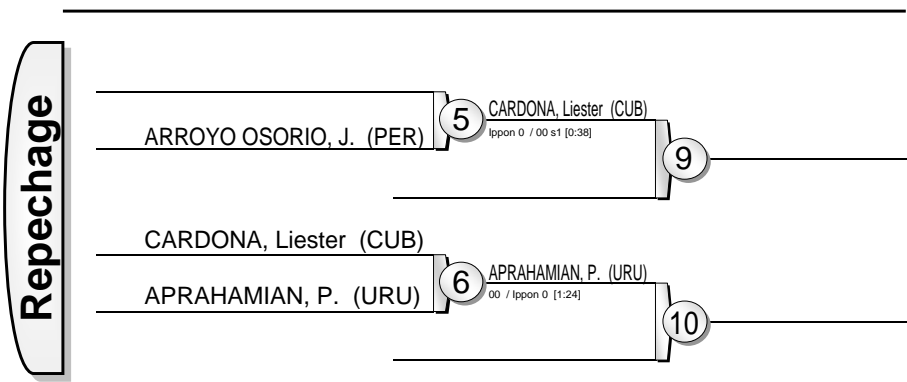 Repechage
ARROYO OSORIO, J. (PER)
5
CARDONA, Liester (CUB)
Ippon 0 / 00 s1 [0:38]
9
CARDONA, Liester (CUB)
APRAHAMIAN, P. (URU)
6
APRAHAMIAN, P. (URU)
00 / Ippon 0 [1:24]
10